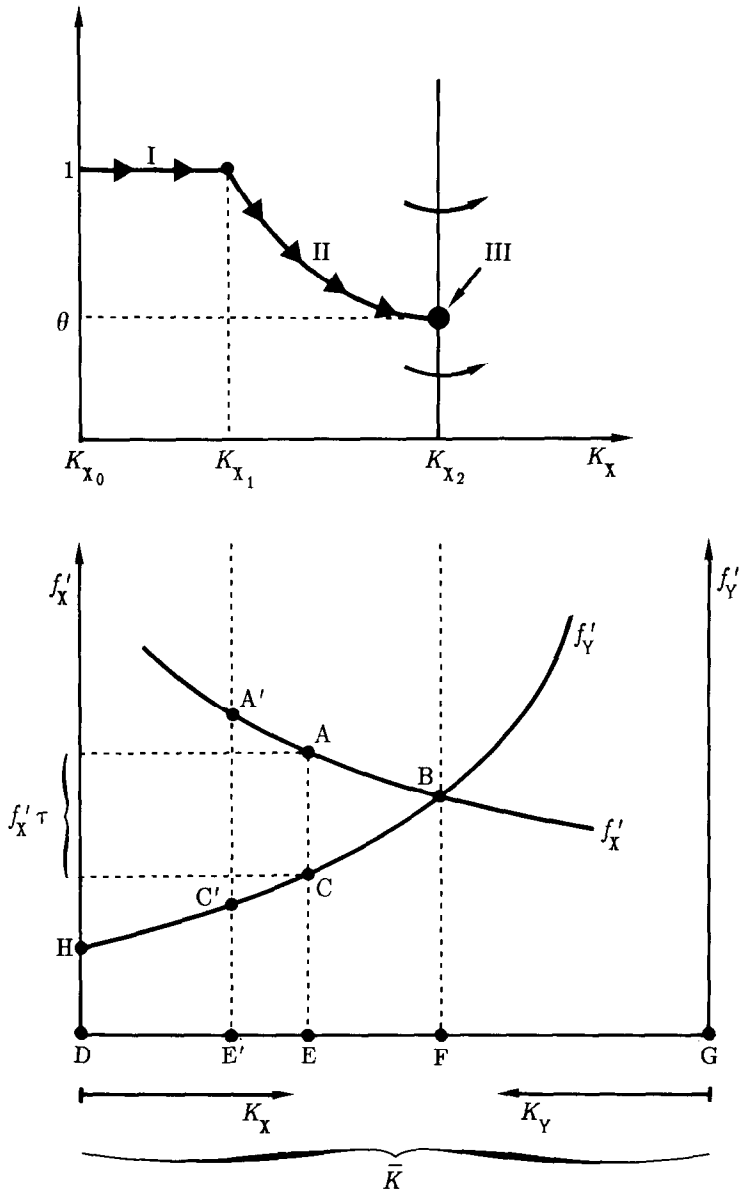 I
1
II
III
θ
K_X₀ K_X₁ K_X₂ K_X
f′_X f′_Y
f′_Y
A′
A
B
f′_X τ
f′_X
C
C′
H
D E′ E F G
K_X K_Y
K̄